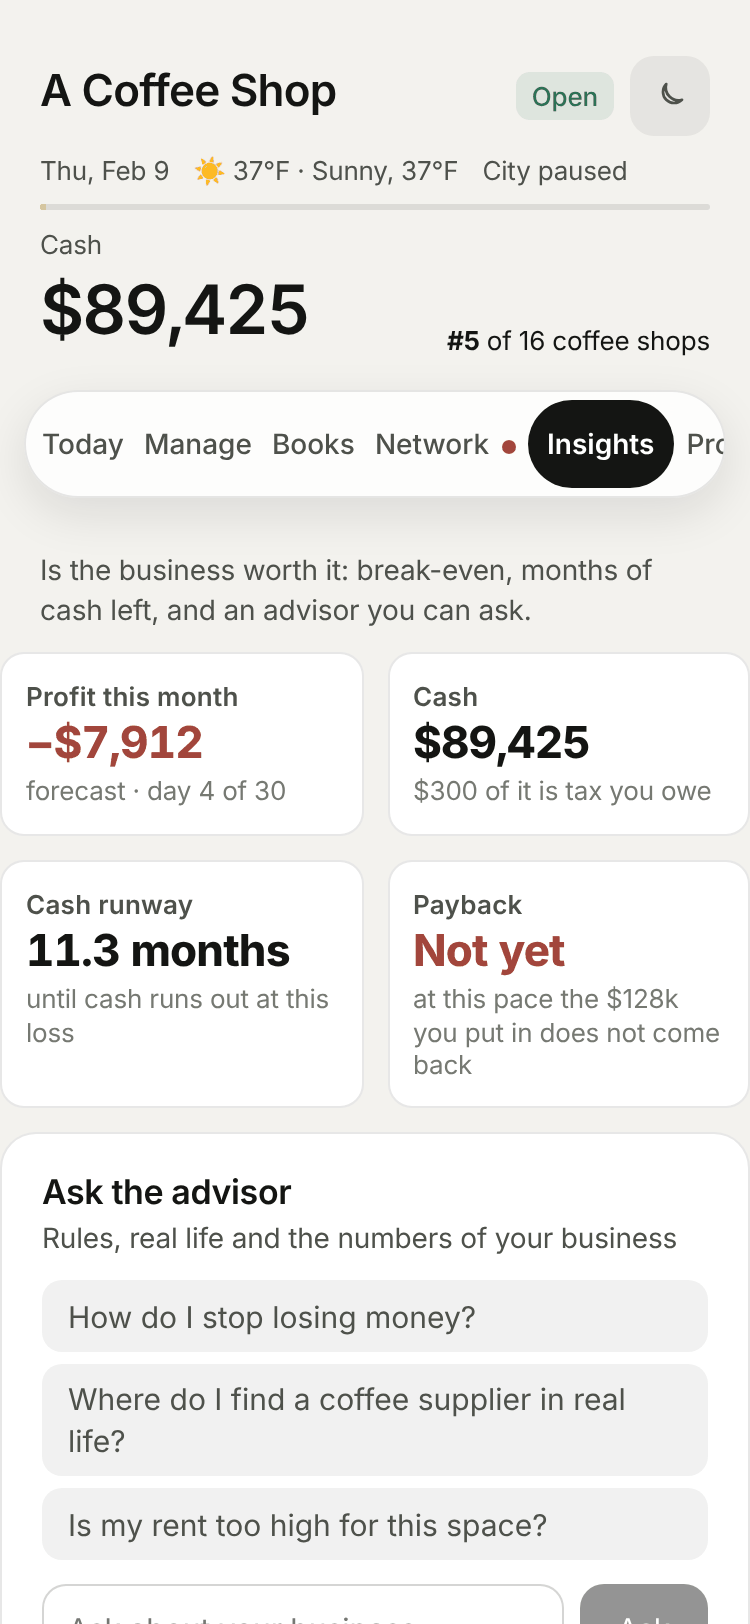 A Coffee Shop
Open
Thu, Feb 9 ☀️ 37°F · Sunny, 37°F City paused
Cash
$89,425
#5 of 16 coffee shops
Today Manage Books Network Insights
Is the business worth it: break-even, months of
cash left, and an advisor you can ask.
Profit this month
−$7,912
forecast · day 4 of 30
Cash
$89,425
$300 of it is tax you owe
Cash runway
11.3 months
until cash runs out at this
loss
Payback
Not yet
at this pace the $128k
you put in does not come
back
Ask the advisor
Rules, real life and the numbers of your business
How do I stop losing money?
Where do I find a coffee supplier in real
life?
Is my rent too high for this space?